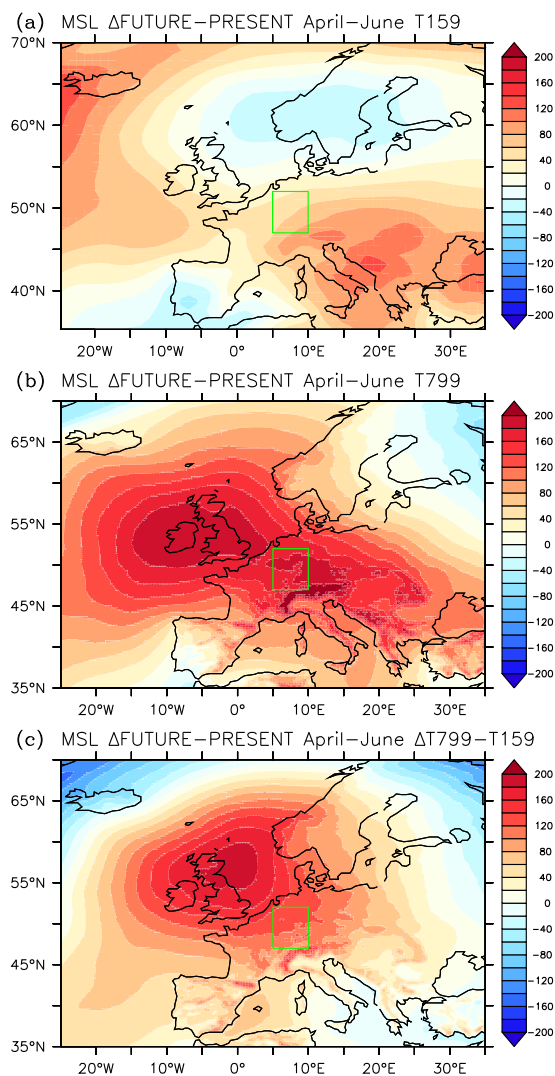 (a) MSL ΔFUTURE−PRESENT April−June T159
70°N
60°N
50°N
40°N
20°W 10°W 0° 10°E 20°E 30°E
200
160
120
80
40
0
−40
−80
−120
−160
−200
(b) MSL ΔFUTURE−PRESENT April−June T799
65°N
55°N
45°N
35°N
20°W 10°W 0° 10°E 20°E 30°E
200
160
120
80
40
0
−40
−80
−120
−160
−200
(c) MSL ΔFUTURE−PRESENT April−June ΔT799−T159
65°N
55°N
45°N
35°N
20°W 10°W 0° 10°E 20°E 30°E
200
160
120
80
40
0
−40
−80
−120
−160
−200